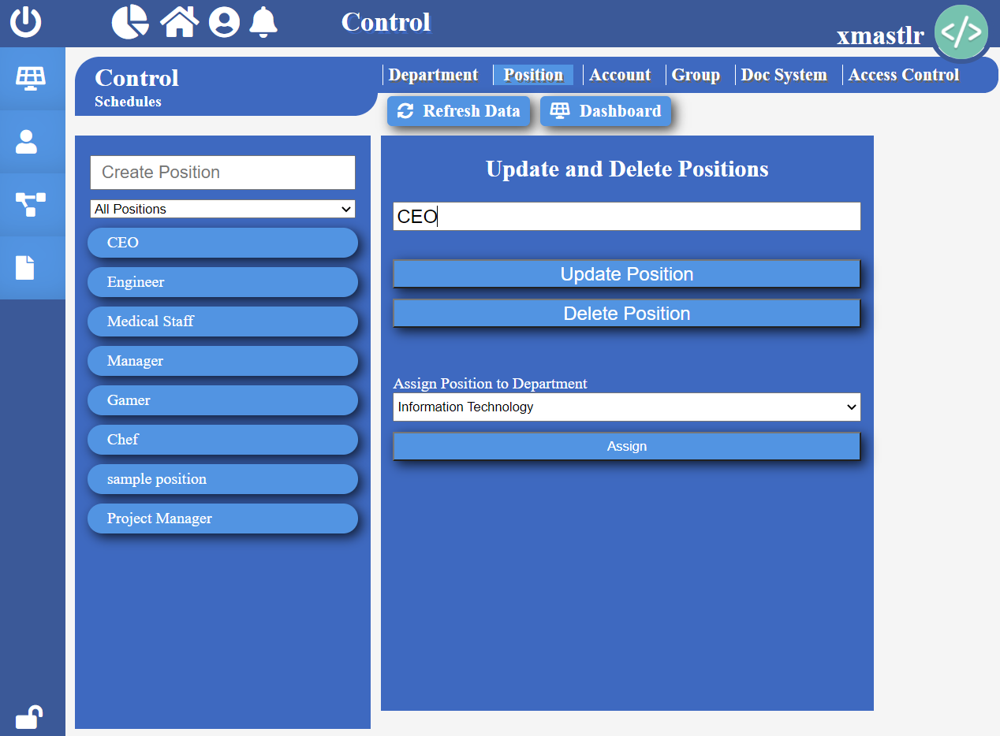 Control
xmastlr
</>
Control
Schedules
Department Position Account Group Doc System Access Control
Refresh Data Dashboard
Create Position
All Positions
CEO
Engineer
Medical Staff
Manager
Gamer
Chef
sample position
Project Manager
Update and Delete Positions
CEO
Update Position
Delete Position
Assign Position to Department
Information Technology
Assign